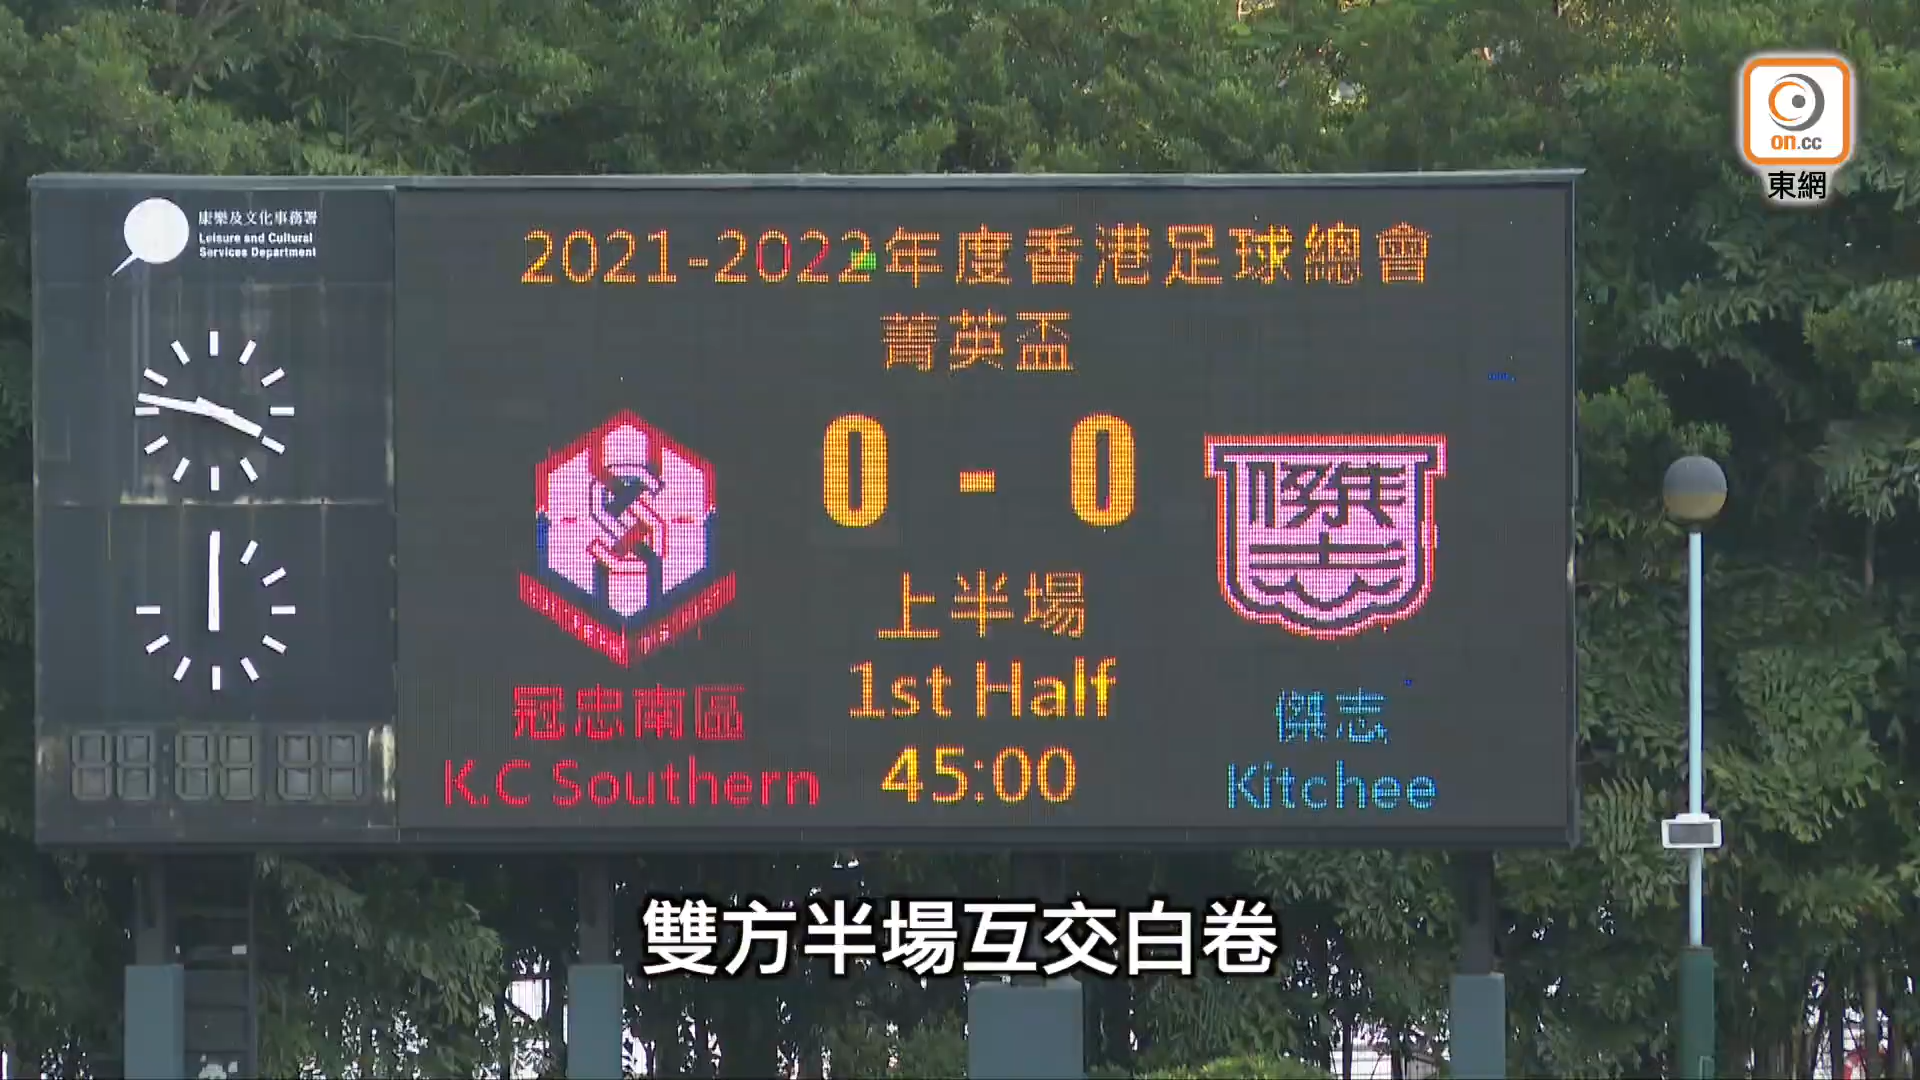 on.cc
東網
康樂及文化事務署
Leisure and Cultural
Services Department
2021-2022年度香港足球總會
菁英盃
0 - 0
傑志
上半場
1st Half
45:00
冠忠南區
K.C Southern
傑志
Kitchee
雙方半場互交白卷